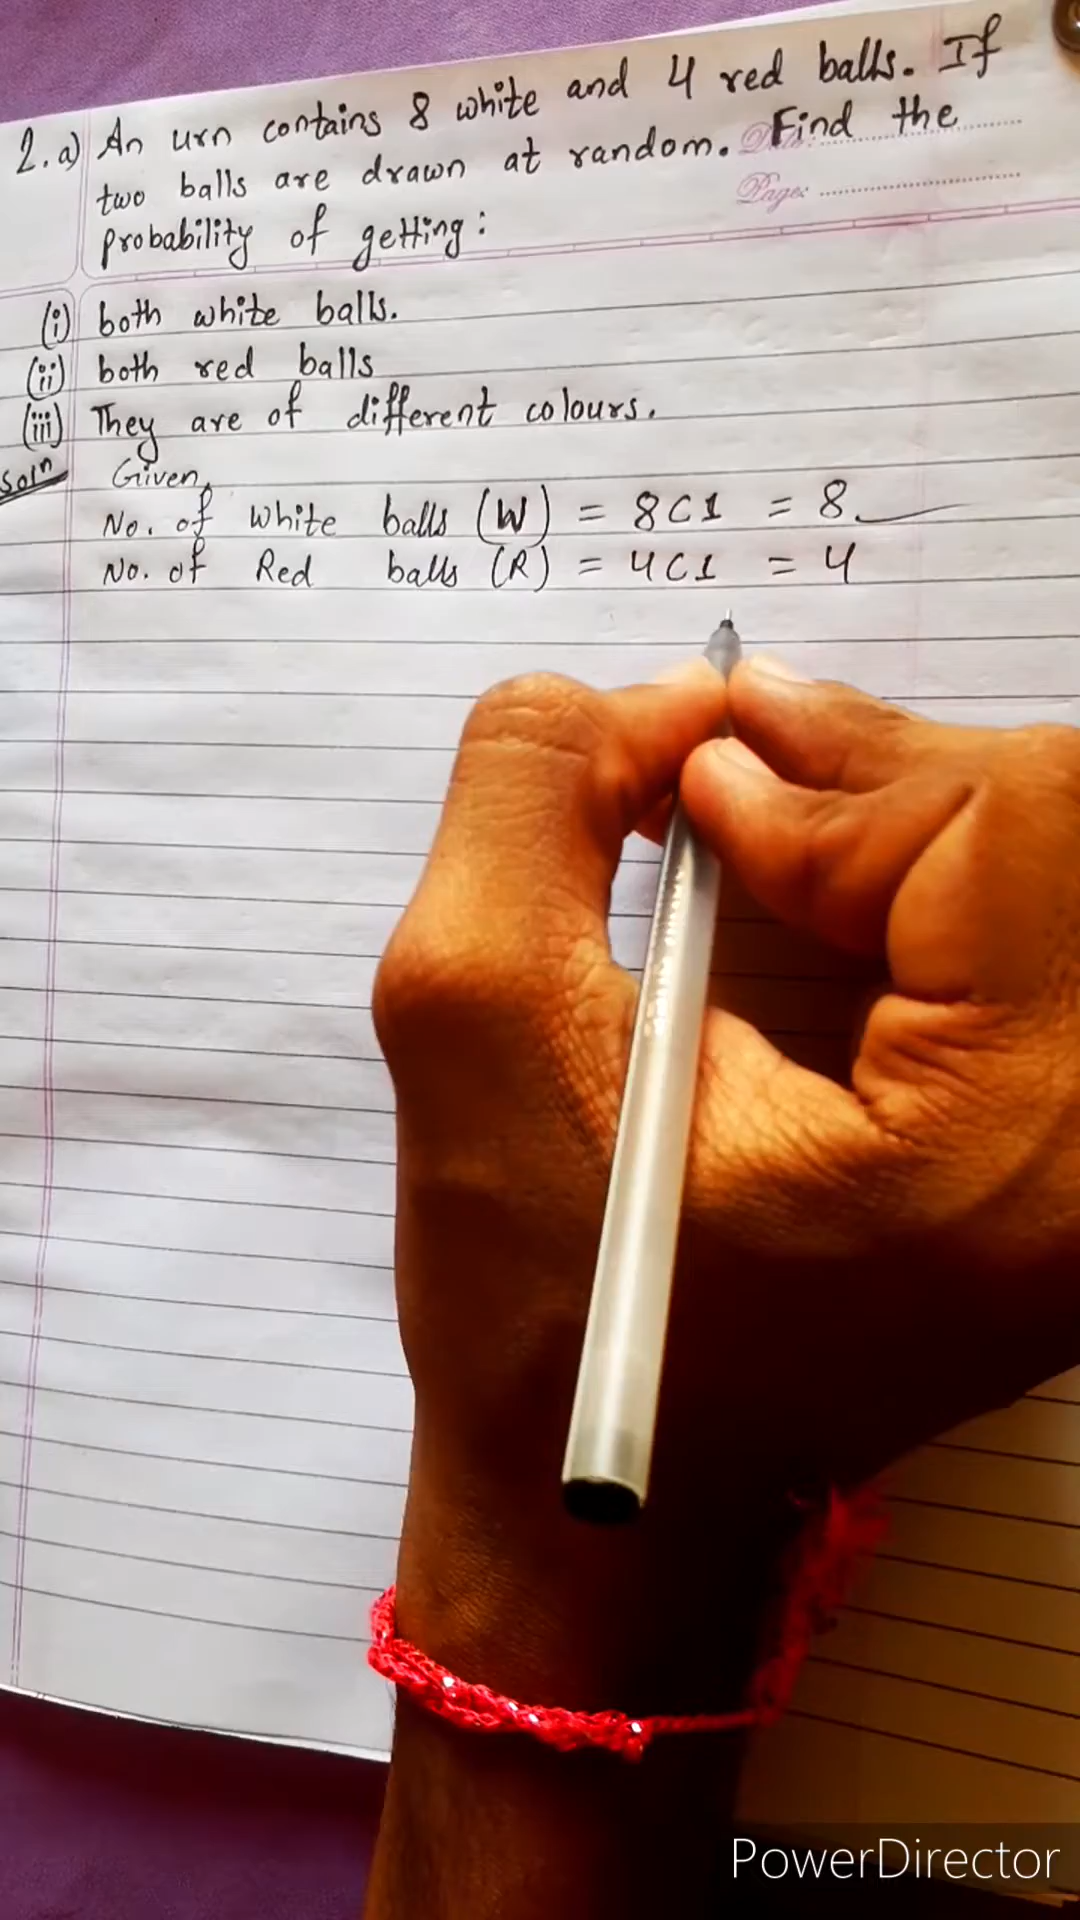 2. a) An urn contains 8 white and 4 red balls. If
two balls are drawn at random. Find the
probability of getting:
Page:
(i) both white balls.
(ii) both red balls
(iii) They are of different colours.
Soln Given,
No. of white balls (W) = 8C1 = 8
No. of Red balls (R) = 4C1 = 4
PowerDirector